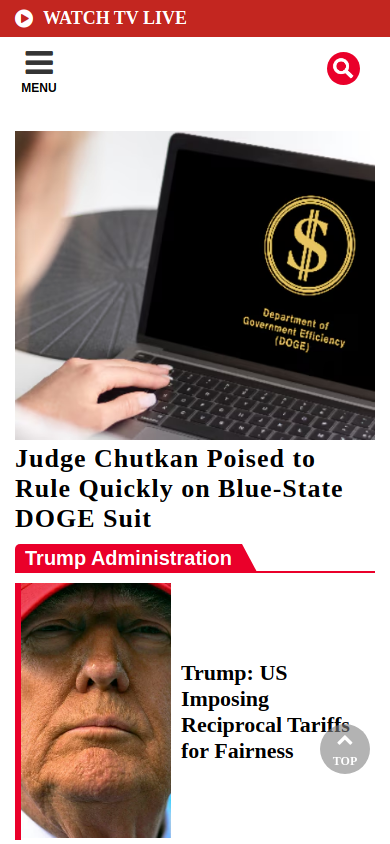 WATCH TV LIVE
MENU
$
Department of
Government Efficiency
(DOGE)
Judge Chutkan Poised to
Rule Quickly on Blue-State
DOGE Suit
Trump Administration
Trump: US
Imposing
Reciprocal Tariffs
for Fairness
TOP